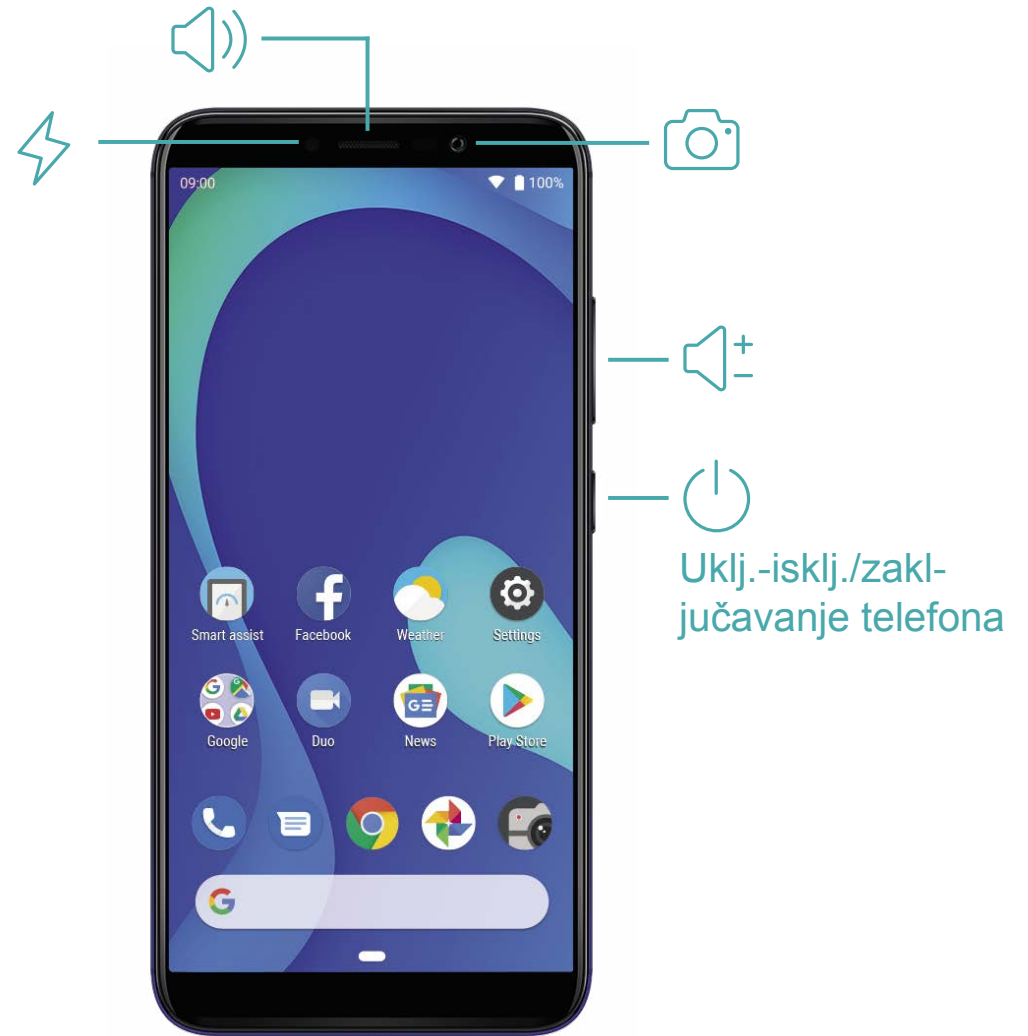 09:00
100%
Uklj.-isklj./zakl-
jučavanje telefona
Smart assist
Facebook
Weather
Settings
Google
Duo
News
Play Store